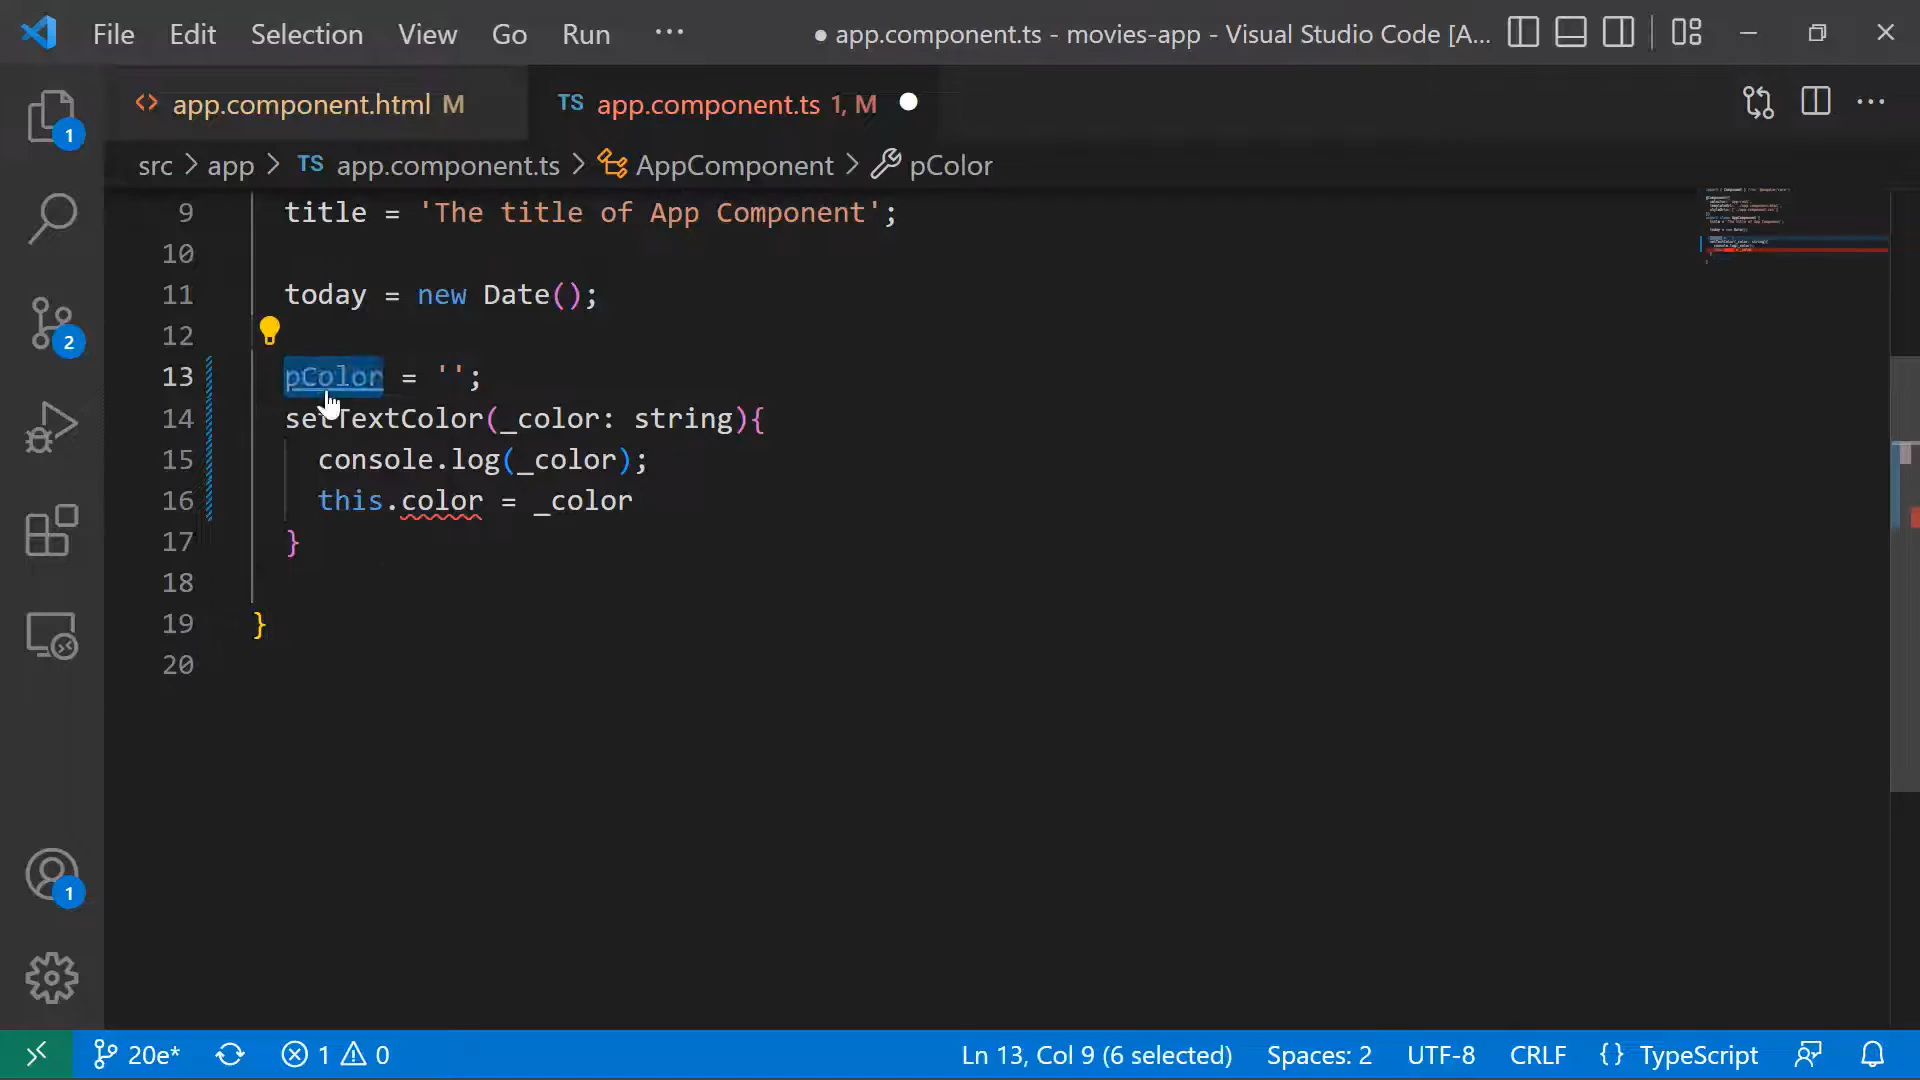 File Edit Selection View Go Run ··· ● app.component.ts - movies-app - Visual Studio Code [A...
<> app.component.html M TS app.component.ts 1, M ●
src > app > TS app.component.ts > AppComponent > pColor
9 title = 'The title of App Component';
10
11 today = new Date();
12
13 pColor = '';
14 setTextColor(_color: string){
15 console.log(_color);
16 this.color = _color
17 }
18
19 }
20
1
2
1
20e* 1 0 Ln 13, Col 9 (6 selected) Spaces: 2 UTF-8 CRLF {} TypeScript